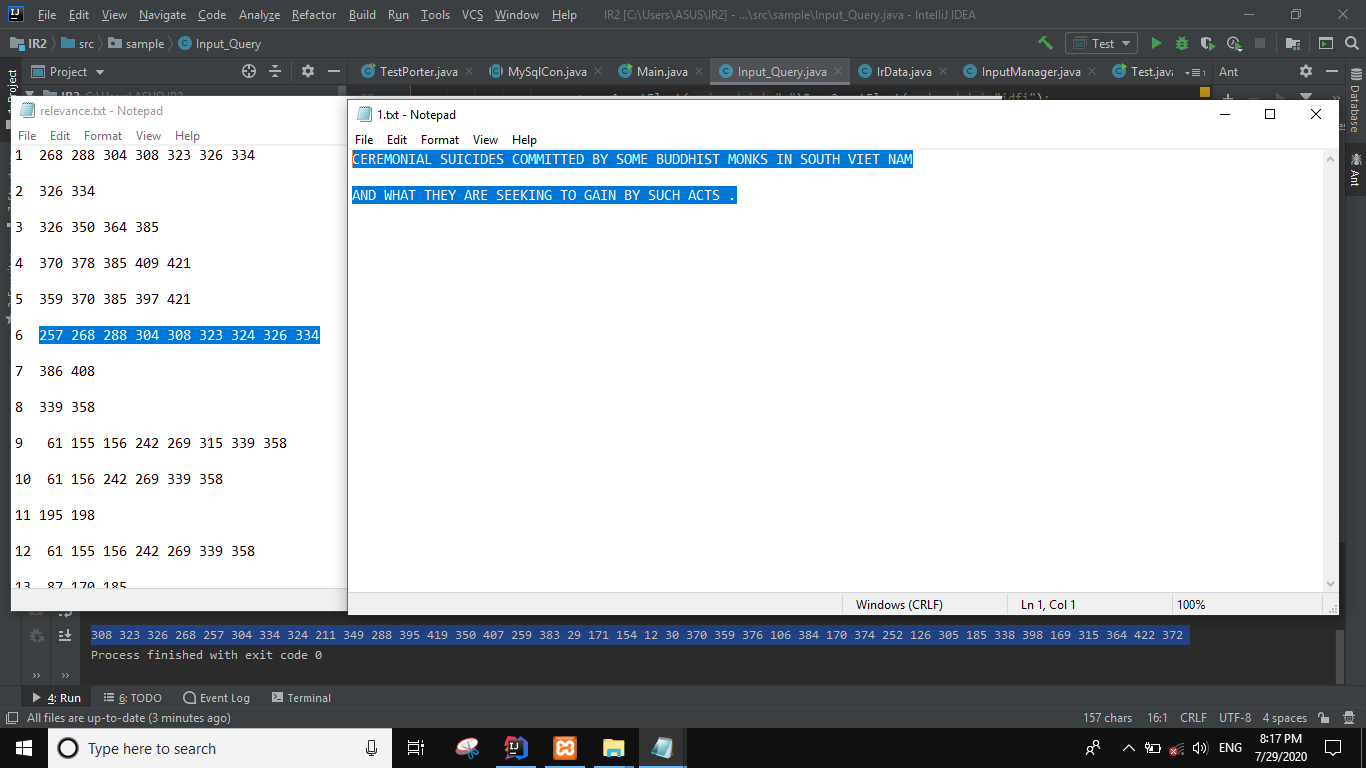 File Edit View Navigate Code Analyze Refactor Build Run Tools VCS Window Help IR2 [C:\Users\ASUS\IR2] - ...\src\sample\Input_Query.java - IntelliJ IDEA
IR2 src sample Input_Query Test
Project TestPorter.java MySqlCon.java Main.java Input_Query.java IrData.java InputManager.java Test.java Ant
Project
Database
Ant
relevance.txt - Notepad
File Edit Format View Help
1 268 288 304 308 323 326 334
2 326 334
3 326 350 364 385
4 370 378 385 409 421
5 359 370 385 397 421
6 257 268 288 304 308 323 324 326 334
7 386 408
8 339 358
9 61 155 156 242 269 315 339 358
10 61 156 242 269 339 358
11 195 198
12 61 155 156 242 269 339 358
13 87 170 185
1.txt - Notepad
File Edit Format View Help
CEREMONIAL SUICIDES COMMITTED BY SOME BUDDHIST MONKS IN SOUTH VIET NAM
AND WHAT THEY ARE SEEKING TO GAIN BY SUCH ACTS .
Windows (CRLF) Ln 1, Col 1 100%
308 323 326 268 257 304 334 324 211 349 288 395 419 350 407 259 383 29 171 154 12 30 370 359 376 106 384 170 374 252 126 305 185 338 398 169 315 364 422 372
Process finished with exit code 0
4: Run 6: TODO Event Log Terminal
All files are up-to-date (3 minutes ago) 157 chars 16:1 CRLF UTF-8 4 spaces
Type here to search ENG 8:17 PM
7/29/2020